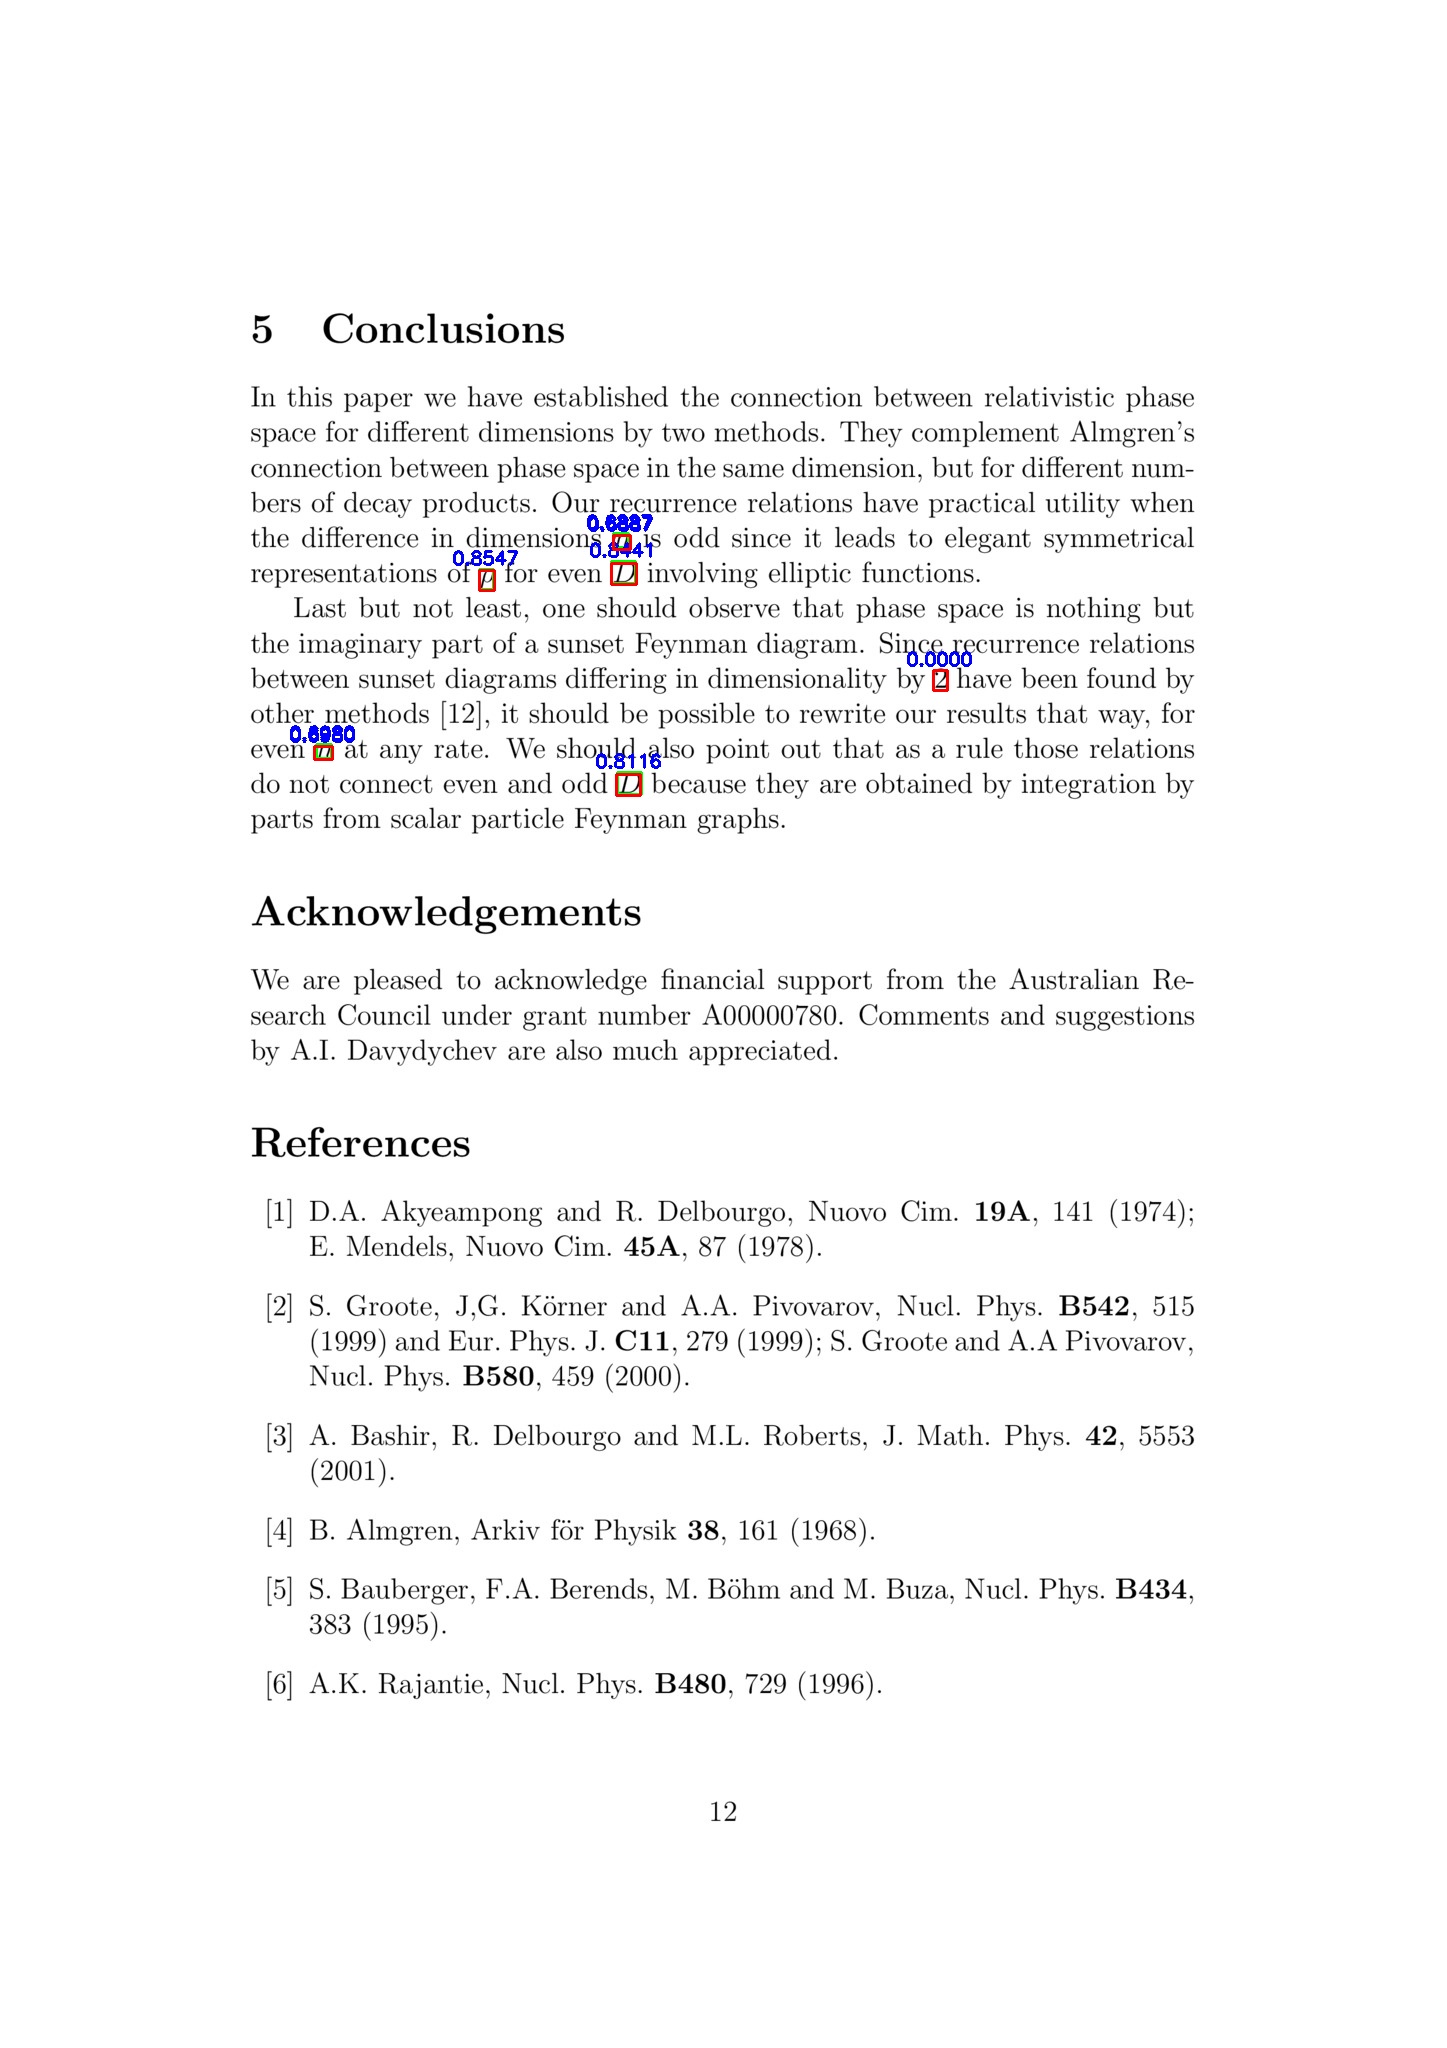 5 Conclusions
In this paper we have established the connection between relativistic phase
space for different dimensions by two methods. They complement Almgren's
connection between phase space in the same dimension, but for different num-
bers of decay products. Our recurrence relations have practical utility when
the difference in dimensions n is odd since it leads to elegant symmetrical
0.8547
0.8441
representations of ρ for even D involving elliptic functions.
Last but not least, one should observe that phase space is nothing but
the imaginary part of a sunset Feynman diagram. Since recurrence relations
0.0000
between sunset diagrams differing in dimensionality by 2 have been found by
other methods [12], it should be possible to rewrite our results that way, for
even n at any rate. We should also point out that as a rule those relations
0.8116
do not connect even and odd D because they are obtained by integration by
parts from scalar particle Feynman graphs.
Acknowledgements
We are pleased to acknowledge financial support from the Australian Re-
search Council under grant number A00000780. Comments and suggestions
by A.I. Davydychev are also much appreciated.
References
[1] D.A. Akyeampong and R. Delbourgo, Nuovo Cim. 19A, 141 (1974);
E. Mendels, Nuovo Cim. 45A, 87 (1978).
[2] S. Groote, J,G. Körner and A.A. Pivovarov, Nucl. Phys. B542, 515
(1999) and Eur. Phys. J. C11, 279 (1999); S. Groote and A.A Pivovarov,
Nucl. Phys. B580, 459 (2000).
[3] A. Bashir, R. Delbourgo and M.L. Roberts, J. Math. Phys. 42, 5553
(2001).
[4] B. Almgren, Arkiv för Physik 38, 161 (1968).
[5] S. Bauberger, F.A. Berends, M. Böhm and M. Buza, Nucl. Phys. B434,
383 (1995).
[6] A.K. Rajantie, Nucl. Phys. B480, 729 (1996).
12